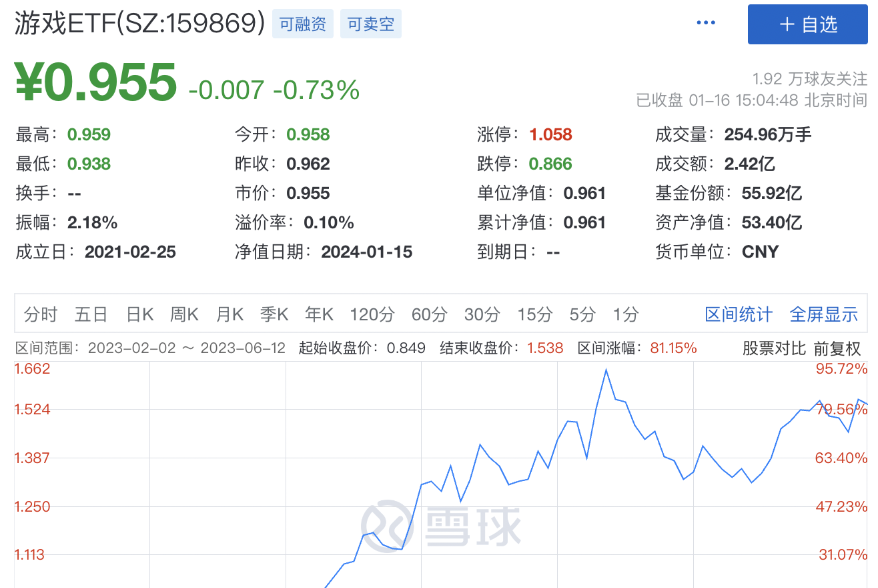 游戏ETF(SZ:159869) 可融资 可卖空 ··· + 自选
¥0.955 -0.007 -0.73%
1.92 万球友关注
已收盘 01-16 15:04:48 北京时间
最高：0.959 今开：0.958 涨停：1.058 成交量：254.96万手
最低：0.938 昨收：0.962 跌停：0.866 成交额：2.42亿
换手：-- 市价：0.955 单位净值：0.961 基金份额：55.92亿
振幅：2.18% 溢价率：0.10% 累计净值：0.961 资产净值：53.40亿
成立日：2021-02-25 净值日期：2024-01-15 到期日：-- 货币单位：CNY
分时 五日 日K 周K 月K 季K 年K 120分 60分 30分 15分 5分 1分 区间统计 全屏显示
区间范围：2023-02-02 ～ 2023-06-12 起始收盘价：0.849 结束收盘价：1.538 区间涨幅：81.15% 股票对比 前复权
1.662 95.72%
1.524 79.56%
1.387 63.40%
1.250 47.23%
雪球
1.113 31.07%